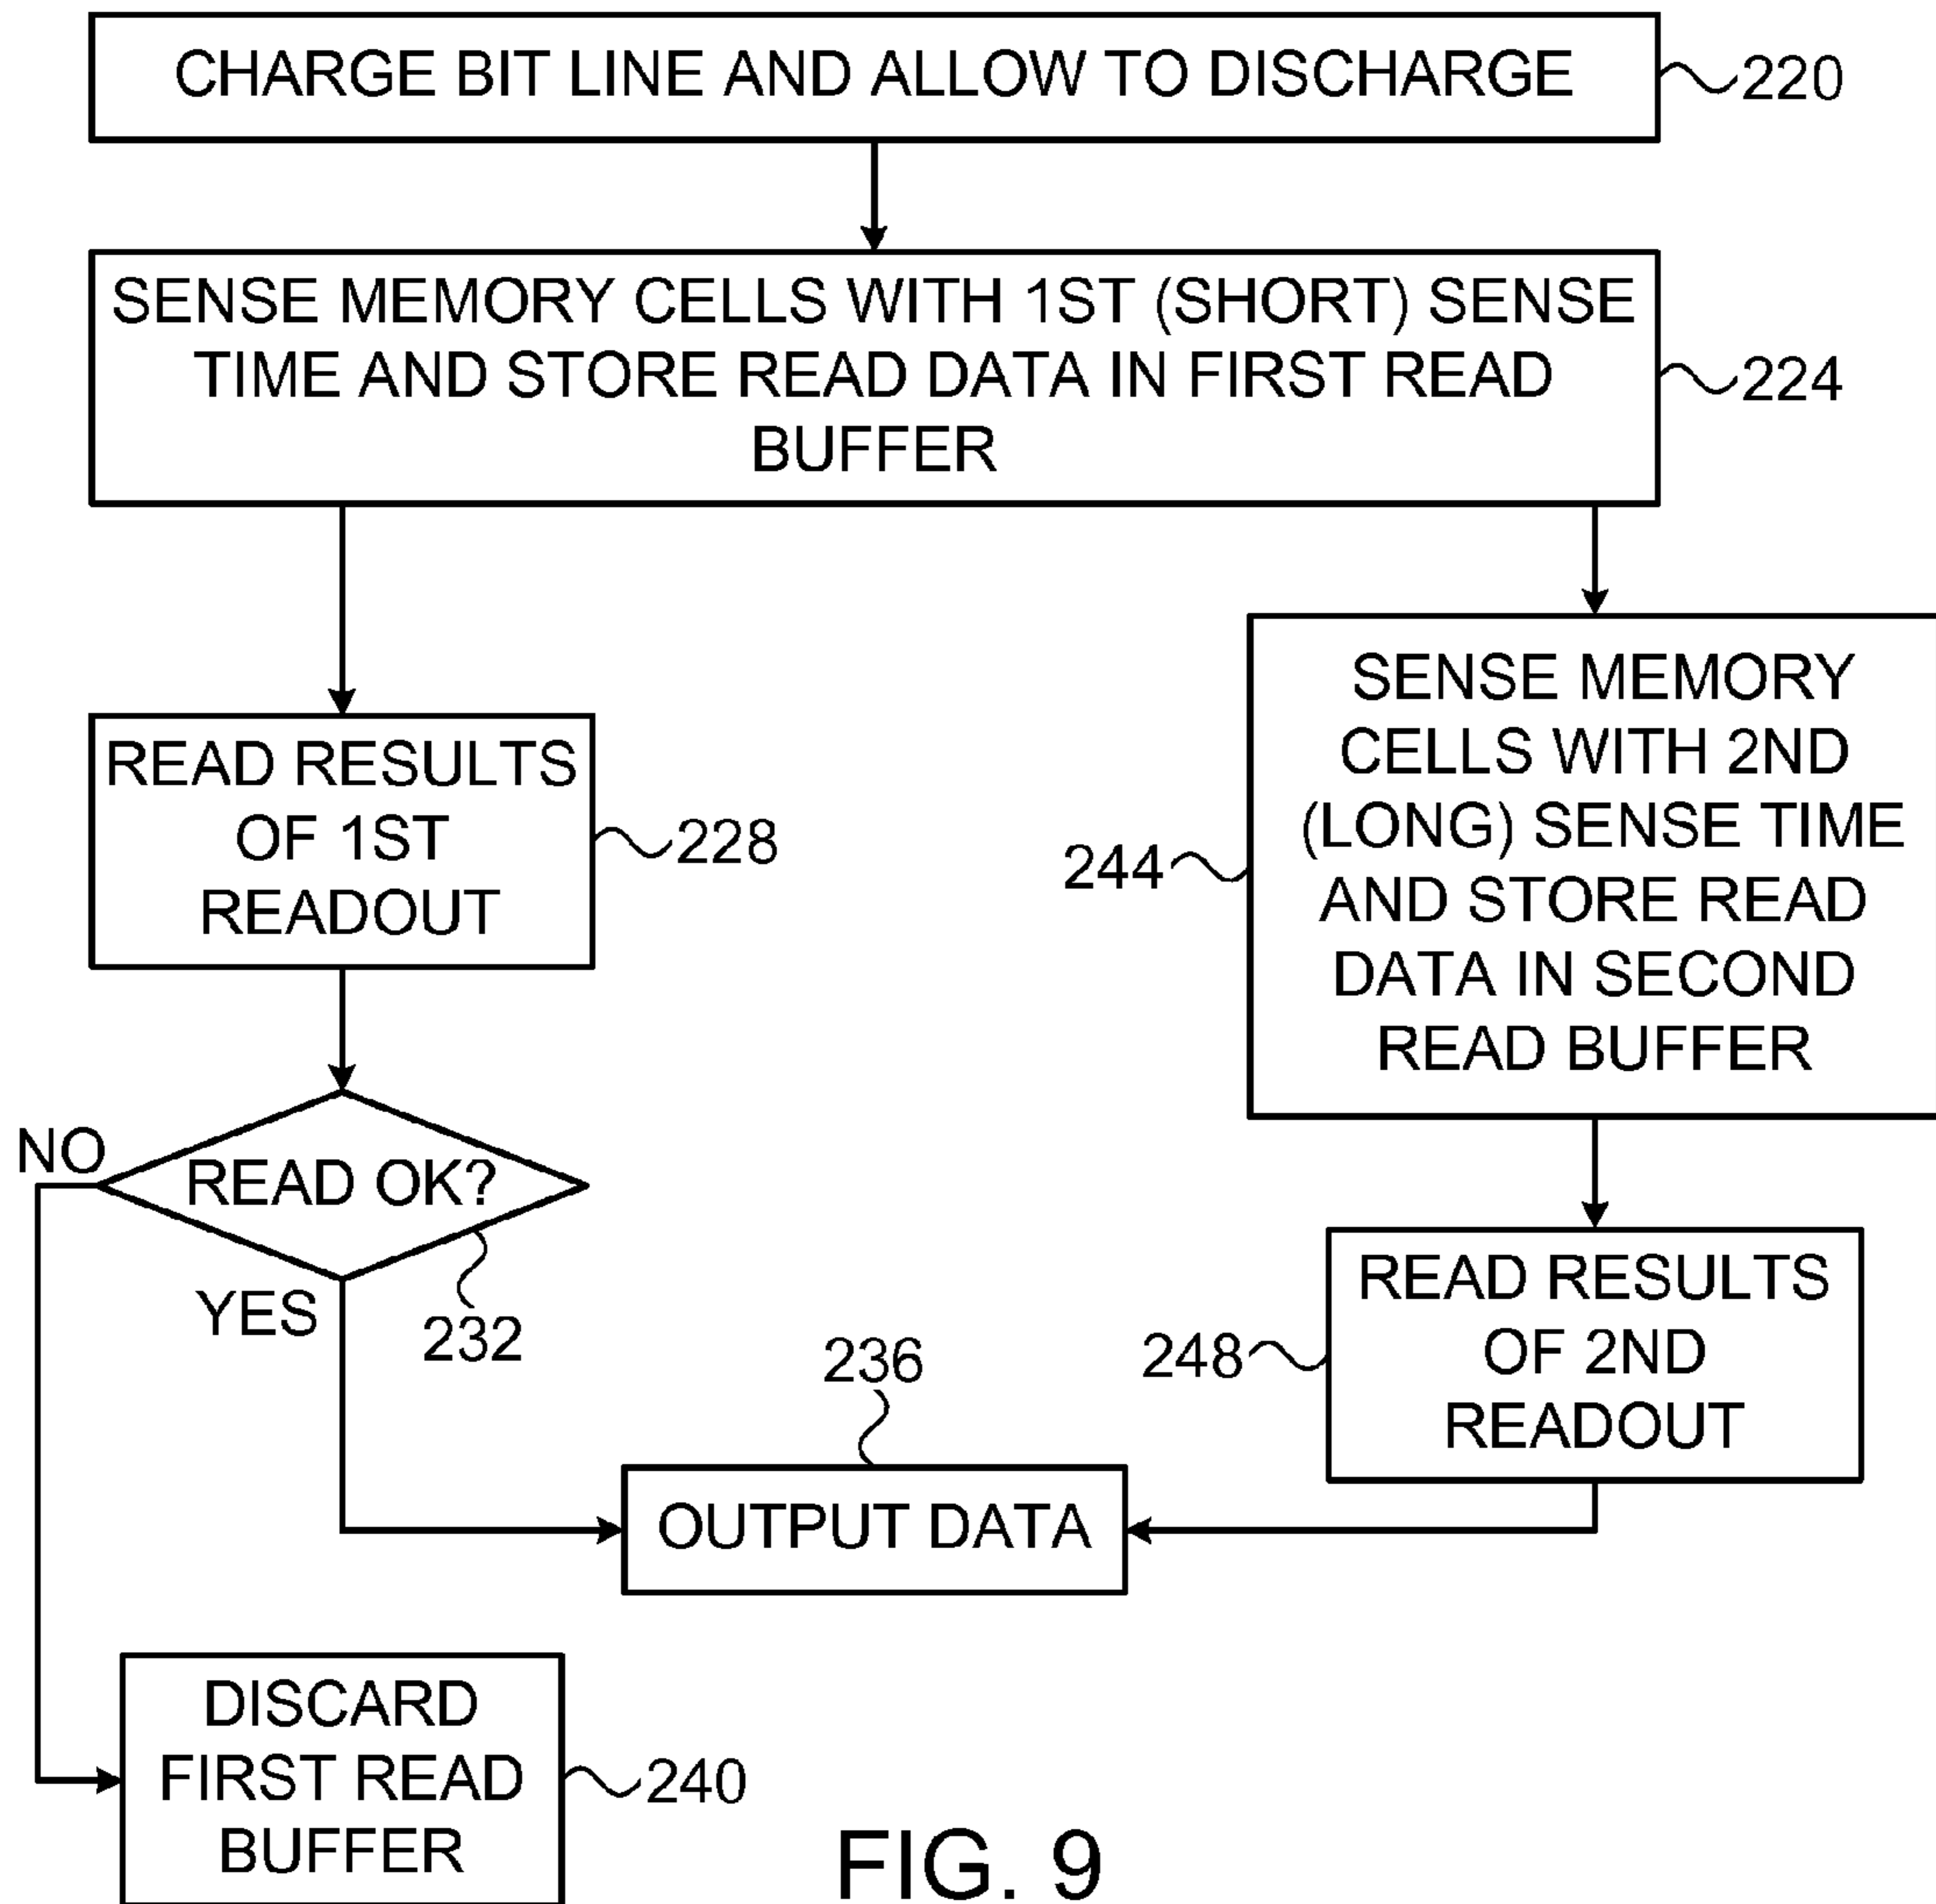 CHARGE BIT LINE AND ALLOW TO DISCHARGE
220
SENSE MEMORY CELLS WITH 1ST (SHORT) SENSE
TIME AND STORE READ DATA IN FIRST READ
BUFFER
224
READ RESULTS
OF 1ST
READOUT
228
SENSE MEMORY
CELLS WITH 2ND
(LONG) SENSE TIME
AND STORE READ
DATA IN SECOND
READ BUFFER
244
NO
READ OK?
YES
232
READ RESULTS
OF 2ND
READOUT
248
236
OUTPUT DATA
DISCARD
FIRST READ
BUFFER
240
FIG. 9